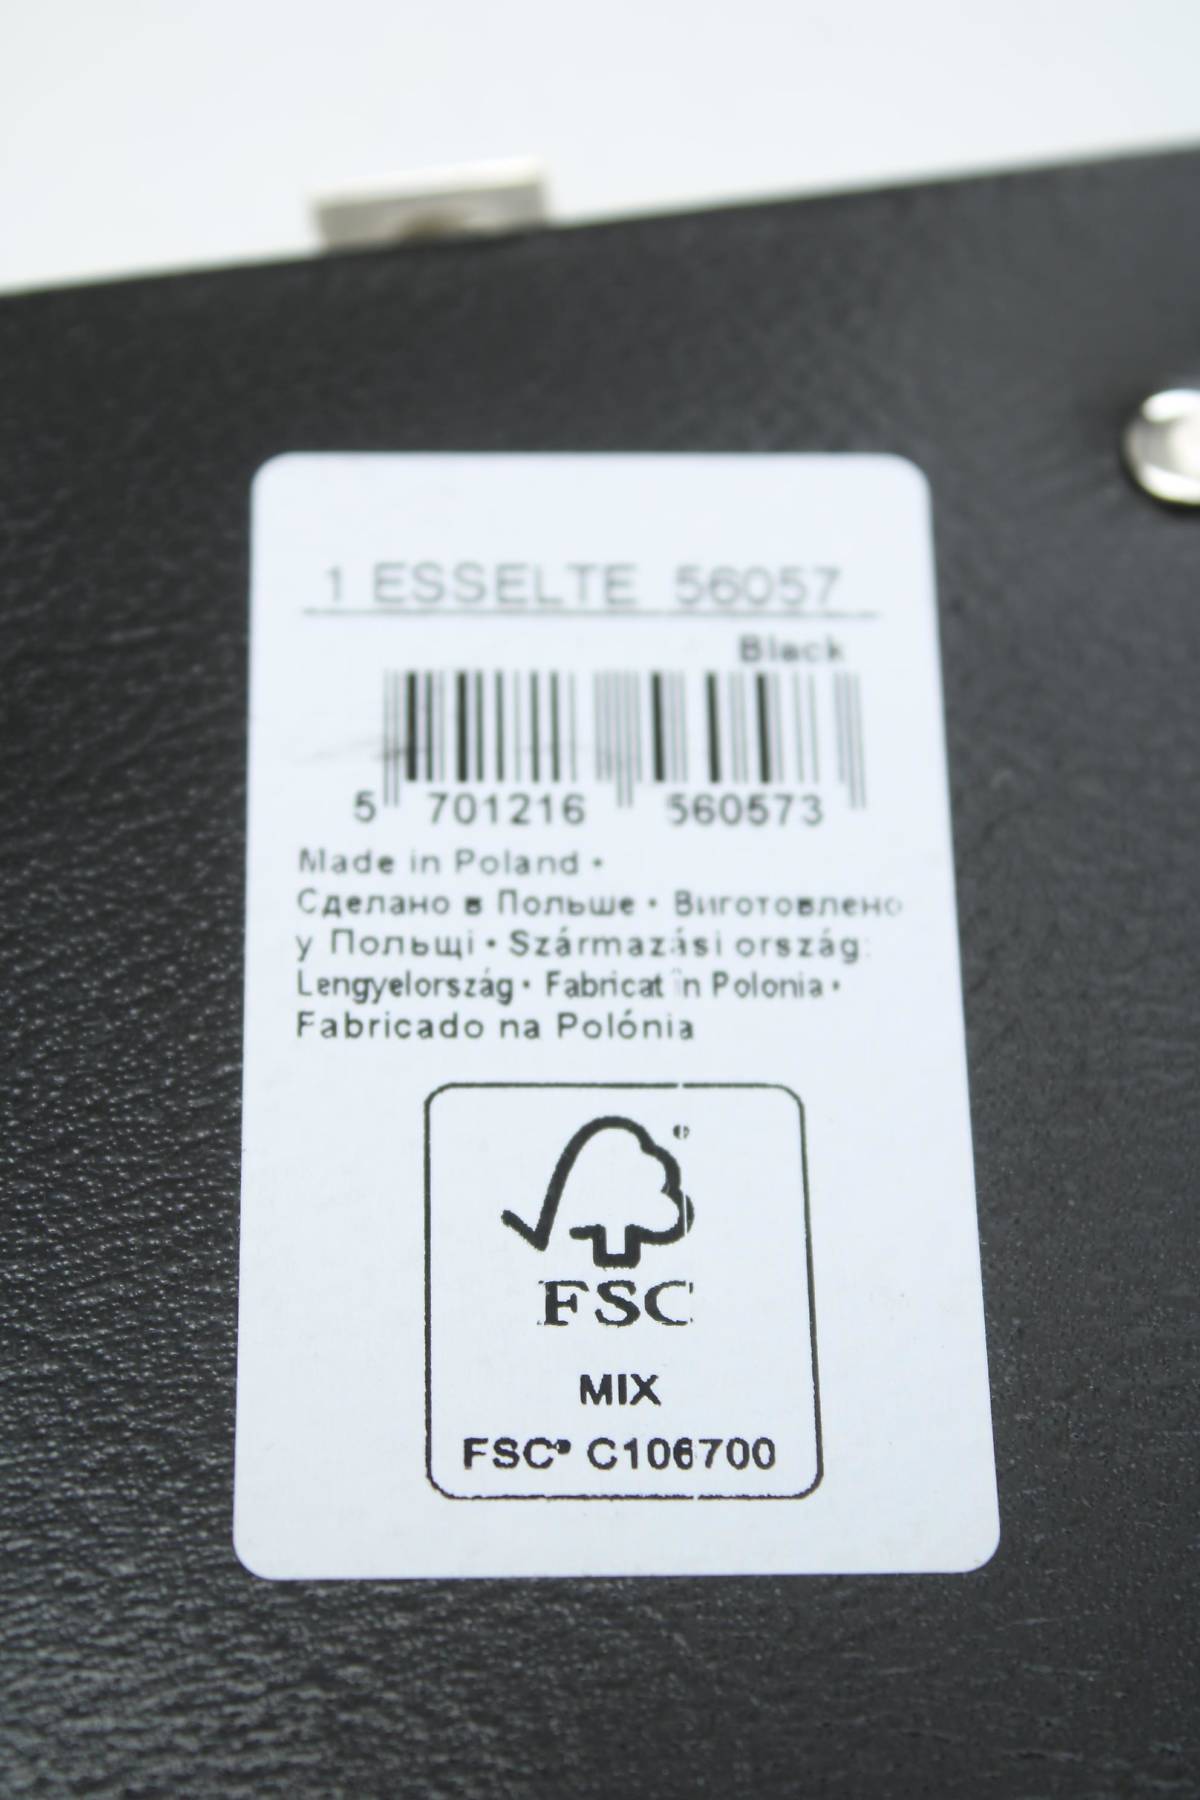 1 ESSELTE 56057
Black
5 701216 560573
Made in Poland •
Сделано в Польше • Виготовлено
у Польщі • Származási ország:
Lengyelország • Fabricat în Polonia •
Fabricado na Polónia
®
FSC
MIX
FSC® C106700